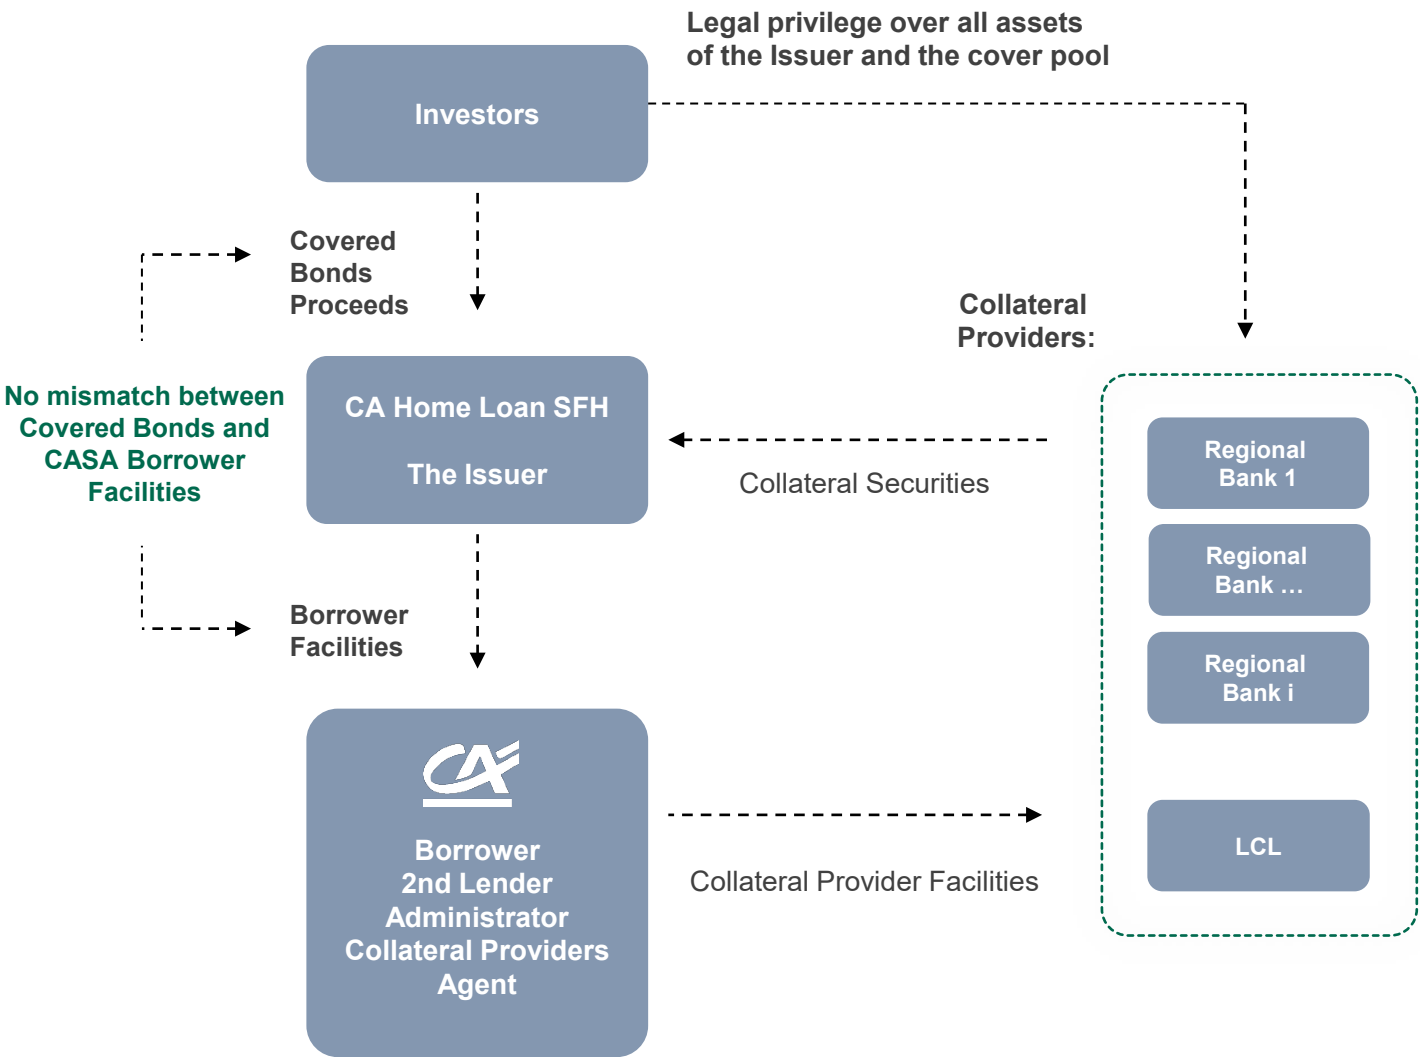 Legal privilege over all assets
of the Issuer and the cover pool
Investors
Covered
Bonds
Proceeds
Collateral
Providers:
No mismatch between
Covered Bonds and
CASA Borrower
Facilities
CA Home Loan SFH
The Issuer
Collateral Securities
Regional
Bank 1
Regional
Bank …
Regional
Bank i
Borrower
Facilities
CA
Borrower
2nd Lender
Administrator
Collateral Providers
Agent
Collateral Provider Facilities
LCL